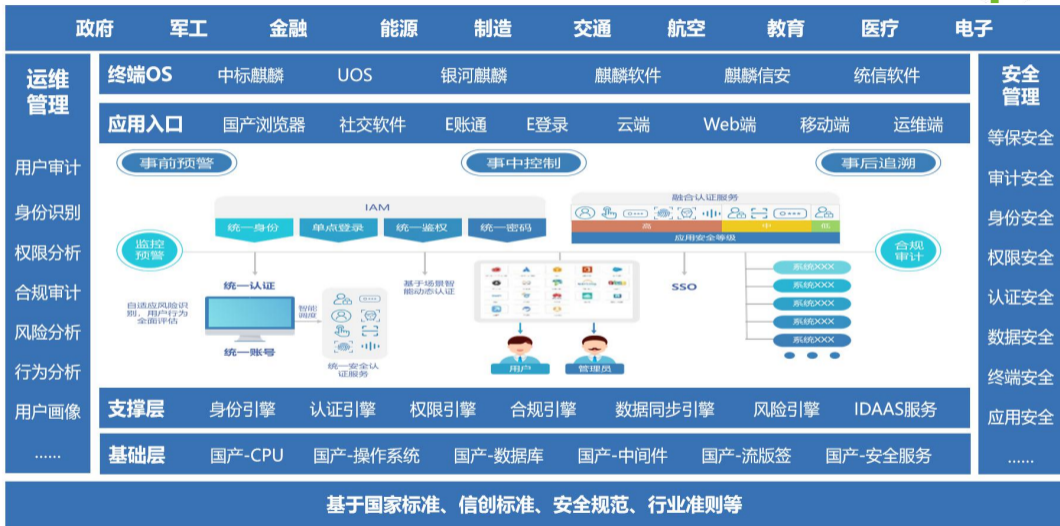 政府 军工 金融 能源 制造 交通 航空 教育 医疗 电子
运维
管理
用户审计
身份识别
权限分析
合规审计
风险分析
行为分析
用户画像
……
终端OS 中标麒麟 UOS 银河麒麟 麒麟软件 麒麟信安 统信软件
应用入口 国产浏览器 社交软件 E账通 E登录 云端 Web端 移动端 运维端
事前预警 事中控制 事后追溯
IAM
统一身份 单点登录 统一鉴权 统一密码
融合认证服务
高 中 低
应用安全等级
监控
预警
合规
审计
统一认证
自适应风险识
别，用户行为
全面评估
智能
调度
统一账号
统一安全认
证服务
基于场景智
能动态认证
用户
管理员
SSO
系统XXX
系统XXX
系统XXX
系统XXX
系统XXX
支撑层 身份引擎 认证引擎 权限引擎 合规引擎 数据同步引擎 风险引擎 IDAAS服务
基础层 国产-CPU 国产-操作系统 国产-数据库 国产-中间件 国产-流版签 国产-安全服务
安全
管理
等保安全
审计安全
身份安全
权限安全
认证安全
数据安全
终端安全
应用安全
……
基于国家标准、信创标准、安全规范、行业准则等